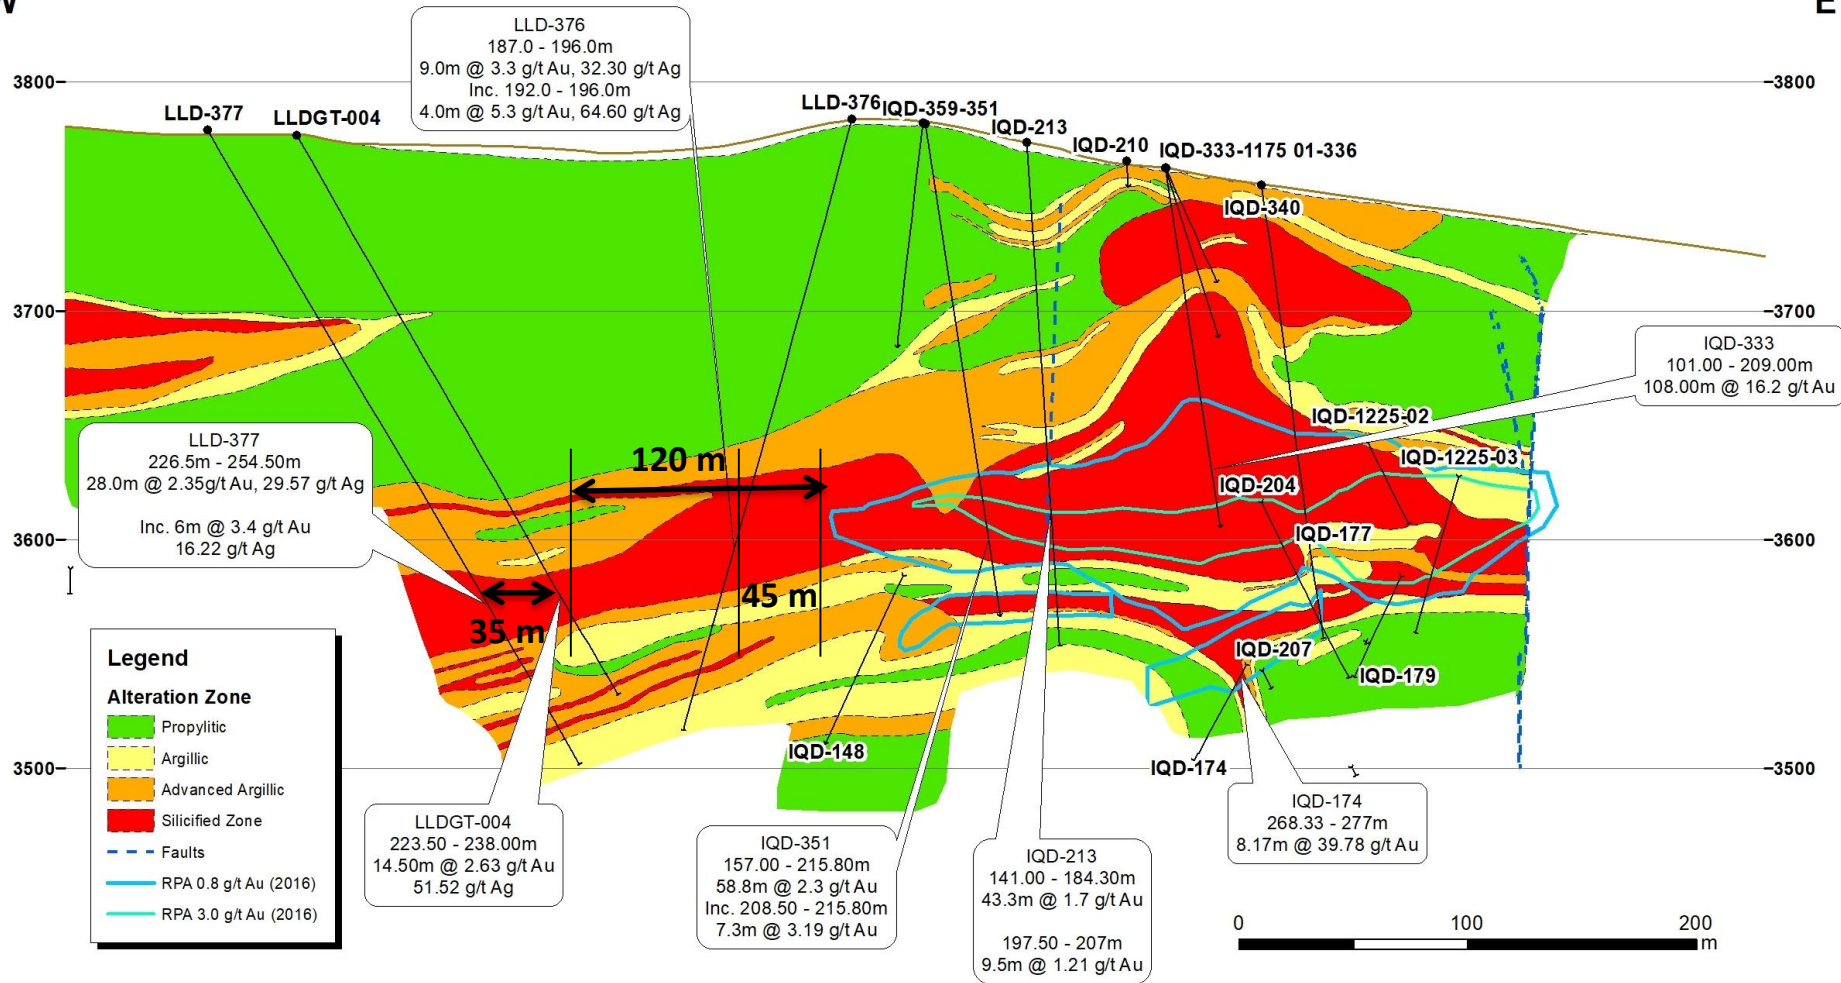 W
E
LLD-376
187.0 - 196.0m
9.0m @ 3.3 g/t Au, 32.30 g/t Ag
Inc. 192.0 - 196.0m
4.0m @ 5.3 g/t Au, 64.60 g/t Ag
3800
3800
LLD-377
LLDGT-004
LLD-376
IQD-359-351
IQD-213
IQD-210
IQD-333-1175 01-336
IQD-340
3700
3700
IQD-333
101.00 - 209.00m
108.00m @ 16.2 g/t Au
IQD-1225-02
IQD-1225-03
LLD-377
226.5m - 254.50m
28.0m @ 2.35g/t Au, 29.57 g/t Ag
Inc. 6m @ 3.4 g/t Au
16.22 g/t Ag
120 m
IQD-204
IQD-177
3600
3600
45 m
35 m
IQD-207
IQD-179
IQD-148
IQD-174
3500
3500
Legend
Alteration Zone
Propylitic
Argillic
Advanced Argillic
Silicified Zone
Faults
RPA 0.8 g/t Au (2016)
RPA 3.0 g/t Au (2016)
LLDGT-004
223.50 - 238.00m
14.50m @ 2.63 g/t Au
51.52 g/t Ag
IQD-351
157.00 - 215.80m
58.8m @ 2.3 g/t Au
Inc. 208.50 - 215.80m
7.3m @ 3.19 g/t Au
IQD-213
141.00 - 184.30m
43.3m @ 1.7 g/t Au
197.50 - 207m
9.5m @ 1.21 g/t Au
IQD-174
268.33 - 277m
8.17m @ 39.78 g/t Au
0 100 200
m